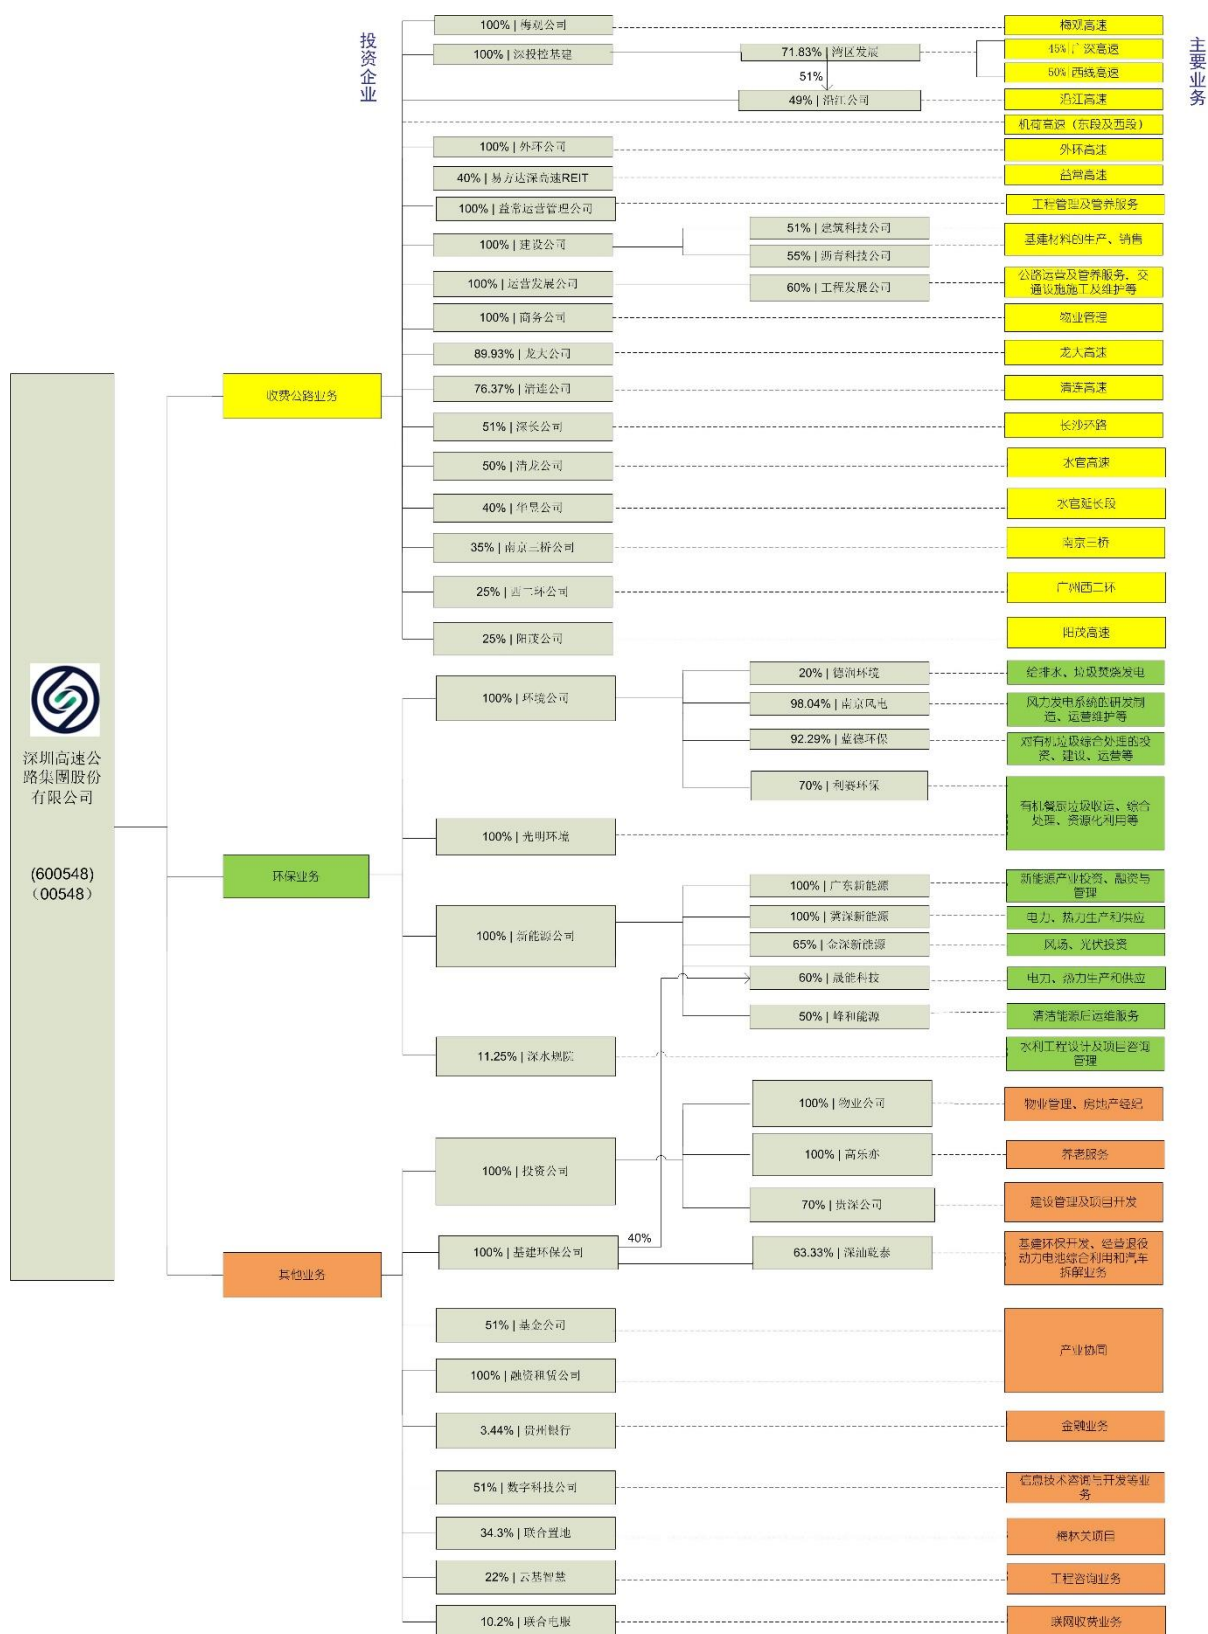 投资企业
主要业务
100% | 梅观公司
梅观高速
100% | 深投控基建
71.83% | 湾区发展
45% | 广深高速
50% | 西线高速
51%
49% | 沿江公司
沿江高速
机荷高速（东段及西段）
100% | 外环公司
外环高速
40% | 易方达深高速REIT
益常高速
100% | 益常运营管理公司
工程管理及管养服务
100% | 建设公司
51% | 建筑科技公司
55% | 沥青科技公司
基建材料的生产、销售
100% | 运营发展公司
60% | 工程发展公司
公路运营及管养服务、交
通设施施工及维护等
100% | 商务公司
物业管理
89.93% | 龙大公司
龙大高速
收费公路业务
76.37% | 清连公司
清连高速
51% | 深长公司
长沙环路
50% | 清龙公司
水官高速
40% | 华昱公司
水官延长段
35% | 南京三桥公司
南京三桥
25% | 西二环公司
广州西二环
25% | 阳茂公司
阳茂高速
深圳高速公
路集團股份
有限公司
(600548)
（00548）
100% | 环境公司
20% | 德润环境
给排水、垃圾焚烧发电
98.04% | 南京风电
风力发电系统的研发制
造、运营维护等
92.29% | 蓝德环保
对有机垃圾综合处理的投
资、建设、运营等
70% | 利赛环保
有机餐厨垃圾收运、综合
处理、资源化利用等
100% | 光明环境
环保业务
100% | 新能源公司
100% | 广东新能源
新能源产业投资、融资与
管理
100% | 冀深新能源
电力、热力生产和供应
65% | 金深新能源
风场、光伏投资
60% | 晟能科技
电力、热力生产和供应
50% | 峰和能源
清洁能源后运维服务
11.25% | 深水规院
水利工程设计及项目咨询
管理
100% | 投资公司
100% | 物业公司
物业管理、房地产经纪
100% | 高乐亦
养老服务
70% | 贵深公司
建设管理及项目开发
40%
100% | 基建环保公司
63.33% | 深汕乾泰
基建环保开发、经营退役
动力电池综合利用和汽车
拆解业务
其他业务
51% | 基金公司
产业协同
100% | 融资租赁公司
3.44% | 贵州银行
金融业务
51% | 数字科技公司
信息技术咨询与开发等业
务
34.3% | 联合置地
梅林关项目
22% | 云基智慧
工程咨询业务
10.2% | 联合电服
联网收费业务